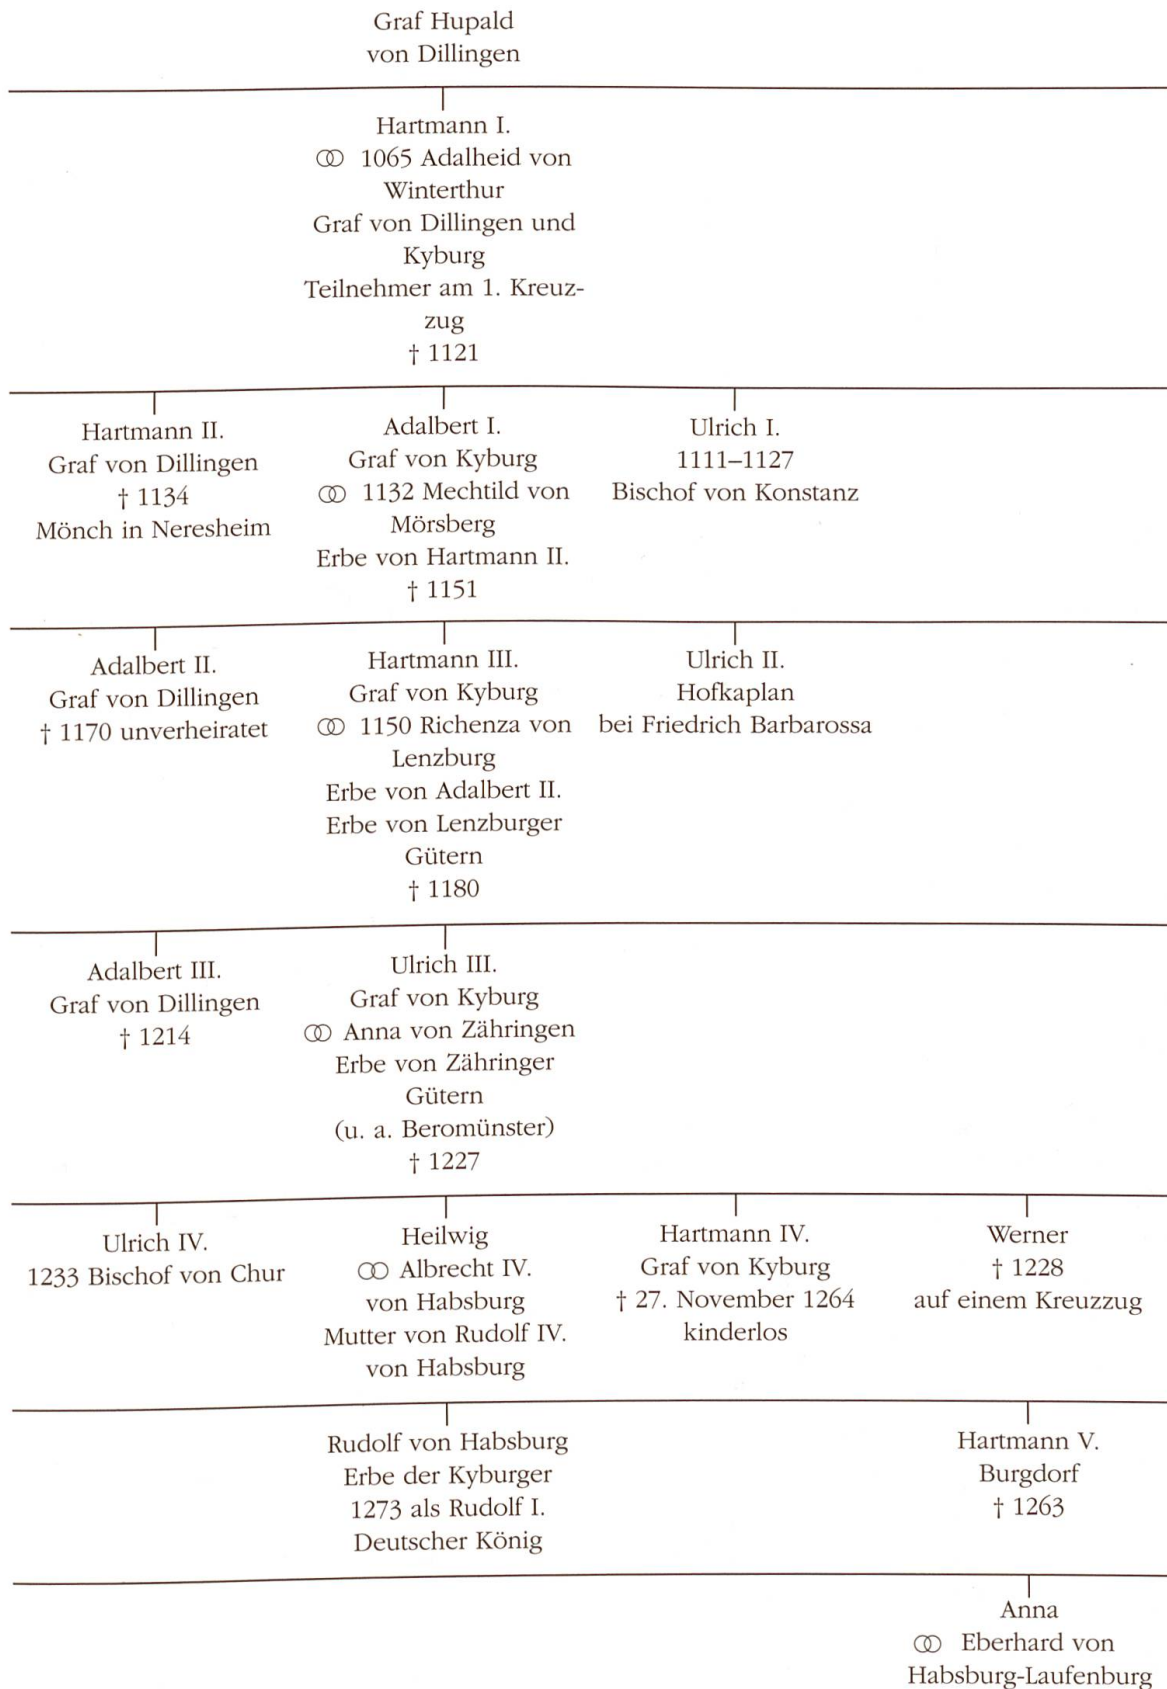 Graf Hupald
von Dillingen
Hartmann I.
⚭ 1065 Adalheid von
Winterthur
Graf von Dillingen und
Kyburg
Teilnehmer am 1. Kreuz-
zug
† 1121
Hartmann II.
Graf von Dillingen
† 1134
Mönch in Neresheim
Adalbert I.
Graf von Kyburg
⚭ 1132 Mechtild von
Mörsberg
Erbe von Hartmann II.
† 1151
Ulrich I.
1111–1127
Bischof von Konstanz
Adalbert II.
Graf von Dillingen
† 1170 unverheiratet
Hartmann III.
Graf von Kyburg
⚭ 1150 Richenza von
Lenzburg
Erbe von Adalbert II.
Erbe von Lenzburger
Gütern
† 1180
Ulrich II.
Hofkaplan
bei Friedrich Barbarossa
Adalbert III.
Graf von Dillingen
† 1214
Ulrich III.
Graf von Kyburg
⚭ Anna von Zähringen
Erbe von Zähringer
Gütern
(u. a. Beromünster)
† 1227
Ulrich IV.
1233 Bischof von Chur
Heilwig
⚭ Albrecht IV.
von Habsburg
Mutter von Rudolf IV.
von Habsburg
Hartmann IV.
Graf von Kyburg
† 27. November 1264
kinderlos
Werner
† 1228
auf einem Kreuzzug
Rudolf von Habsburg
Erbe der Kyburger
1273 als Rudolf I.
Deutscher König
Hartmann V.
Burgdorf
† 1263
Anna
⚭ Eberhard von
Habsburg-Laufenburg